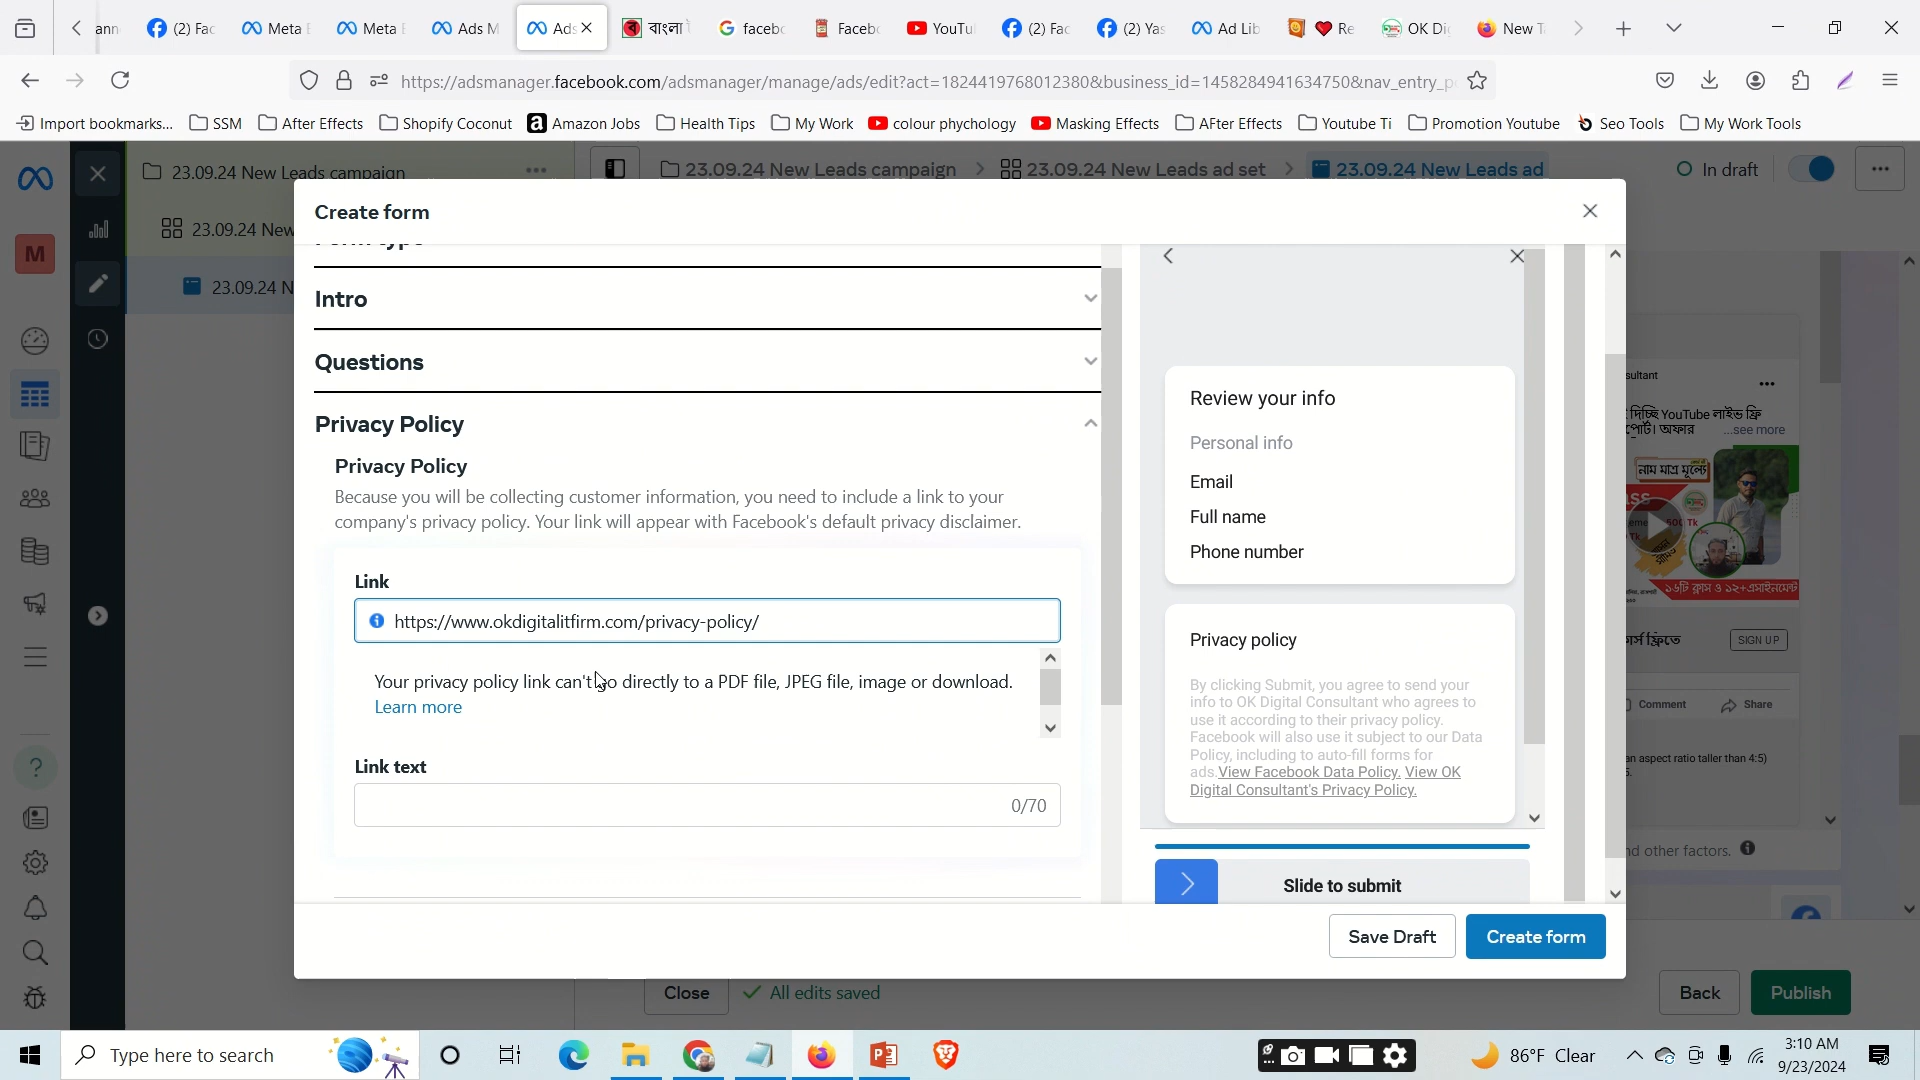 ann
(2) Fac
Meta E
Meta E
Ads M
Ads
বাংলা
facebc
Facebc
YouTu
(2) Fac
(2) Yas
Ad Lib
Re
OK Dig
New T
https://adsmanager.facebook.com/adsmanager/manage/ads/edit?act=1824419768012380&business_id=1458284941634750&nav_entry_p
Import bookmarks...
SSM
After Effects
Shopify Coconut
Amazon Jobs
Health Tips
My Work
colour phychology
Masking Effects
AFter Effects
Youtube Ti
Promotion Youtube
Seo Tools
My Work Tools
23.09.24 New Leads campaign
23.09.24 New Leads campaign
23.09.24 New Leads ad set
23.09.24 New Leads ad
In draft
M
23.09.24 New
23.09.24 N
Create form
Form type
Intro
Questions
Privacy Policy
Privacy Policy
Because you will be collecting customer information, you need to include a link to your
company's privacy policy. Your link will appear with Facebook's default privacy disclaimer.
Link
https://www.okdigitalitfirm.com/privacy-policy/
Your privacy policy link can't go directly to a PDF file, JPEG file, image or download.
Learn more
Link text
0/70
Review your info
Personal info
Email
Full name
Phone number
Privacy policy
By clicking Submit, you agree to send your
info to OK Digital Consultant who agrees to
use it according to their privacy policy.
Facebook will also use it subject to our Data
Policy, including to auto-fill forms for
ads.View Facebook Data Policy. View OK
Digital Consultant's Privacy Policy.
Slide to submit
Save Draft
Create form
sultant
দিচ্ছি YouTube লাইভ ফ্রি
অফার
...see more
নাম মাত্র মূল্যে
ass
১৬টি ক্লাস ও ১২+এসাইনমেন্ট
ফ্রিতে
SIGN UP
Comment
Share
an aspect ratio taller than 4:5)
5.
nd other factors.
Close
All edits saved
Back
Publish
Type here to search
86°F Clear
3:10 AM
9/23/2024